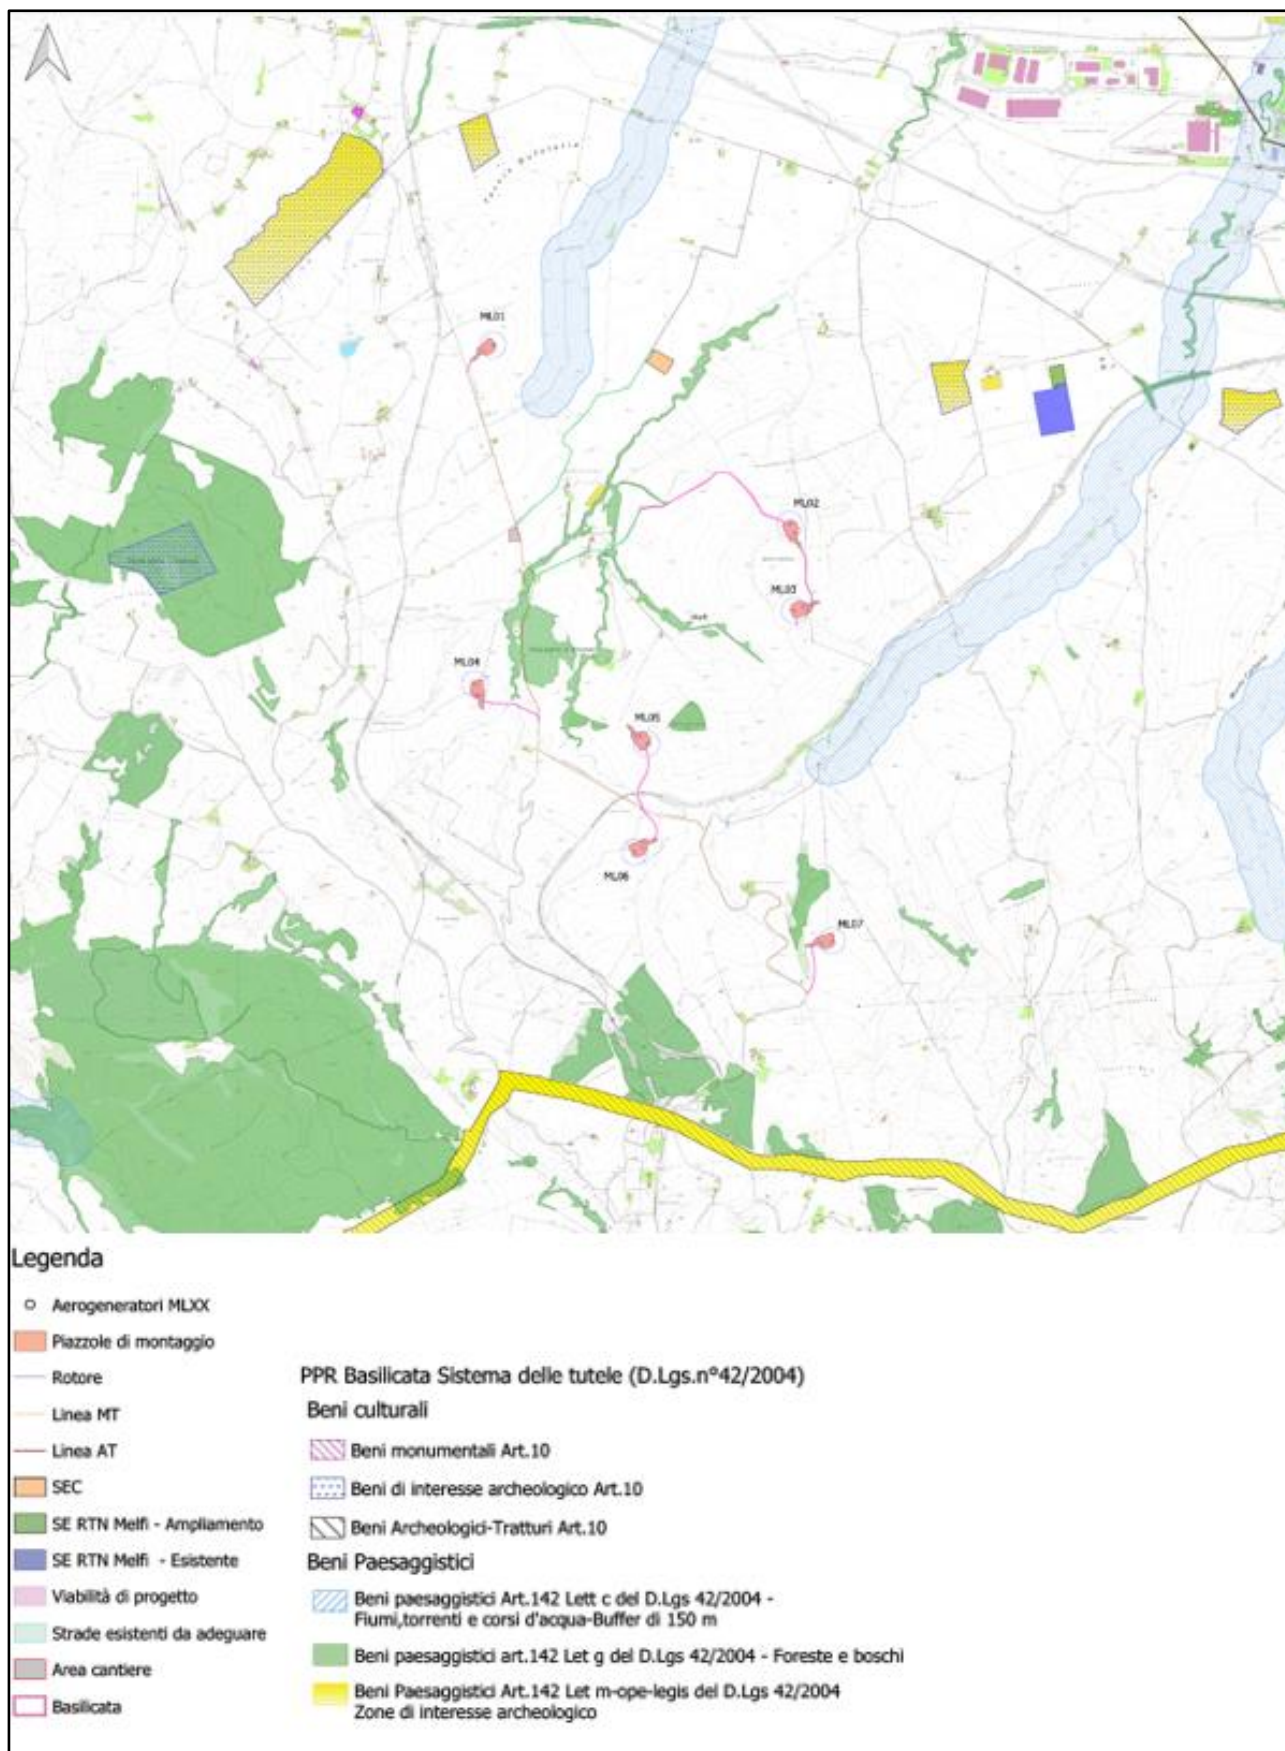 ML01
ML02
ML03
ML04
ML05
ML06
ML07
Legenda
Aerogeneratori MLXX
Piazzole di montaggio
Rotore
Linea MT
Linea AT
SEC
SE RTN Melfi - Ampliamento
SE RTN Melfi - Esistente
Viabilità di progetto
Strade esistenti da adeguare
Area cantiere
Basilicata
PPR Basilicata Sistema delle tutele (D.Lgs.n°42/2004)
Beni culturali
Beni monumentali Art.10
Beni di interesse archeologico Art.10
Beni Archeologici-Tratturi Art.10
Beni Paesaggistici
Beni paesaggistici Art.142 Lett c del D.Lgs 42/2004 -
Fiumi,torrenti e corsi d'acqua-Buffer di 150 m
Beni paesaggistici art.142 Let g del D.Lgs 42/2004 - Foreste e boschi
Beni Paesaggistici Art.142 Let m-ope-legis del D.Lgs 42/2004
Zone di interesse archeologico